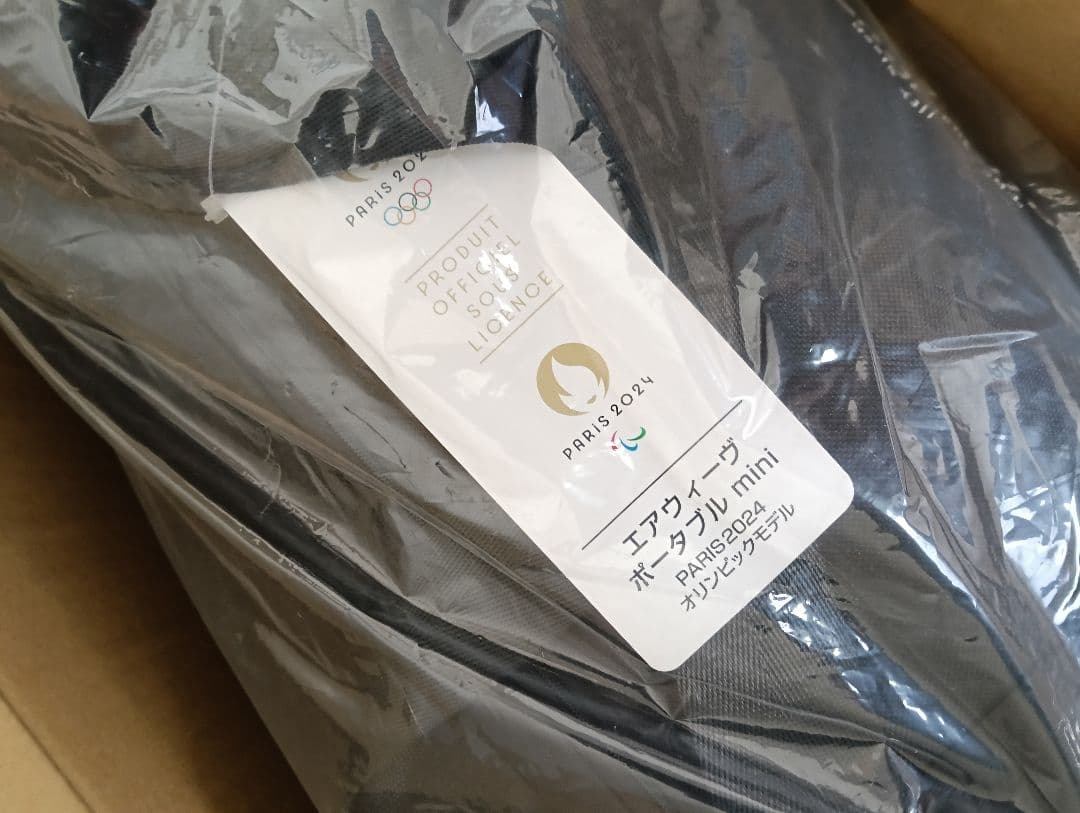 PARIS 202
PRODUIT
OFFICIEL
SOUS
LICENCE
PARIS 2024
エアウィーヴ
ポータブル mini
PARIS2024
オリンピックモデル